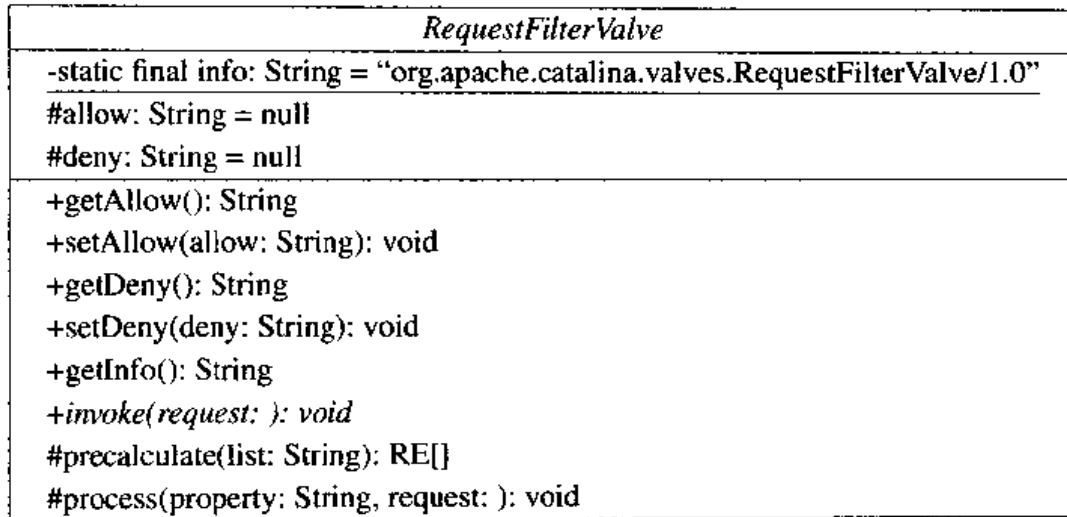 RequestFilterValve
-static final info: String = “org.apache.catalina.valves.RequestFilterValve/1.0”
#allow: String = null
#deny: String = null
+getAllow(): String
+setAllow(allow: String): void
+getDeny(): String
+setDeny(deny: String): void
+getInfo(): String
+invoke(request: ): void
#precalculate(list: String): RE[]
#process(property: String, request: ): void